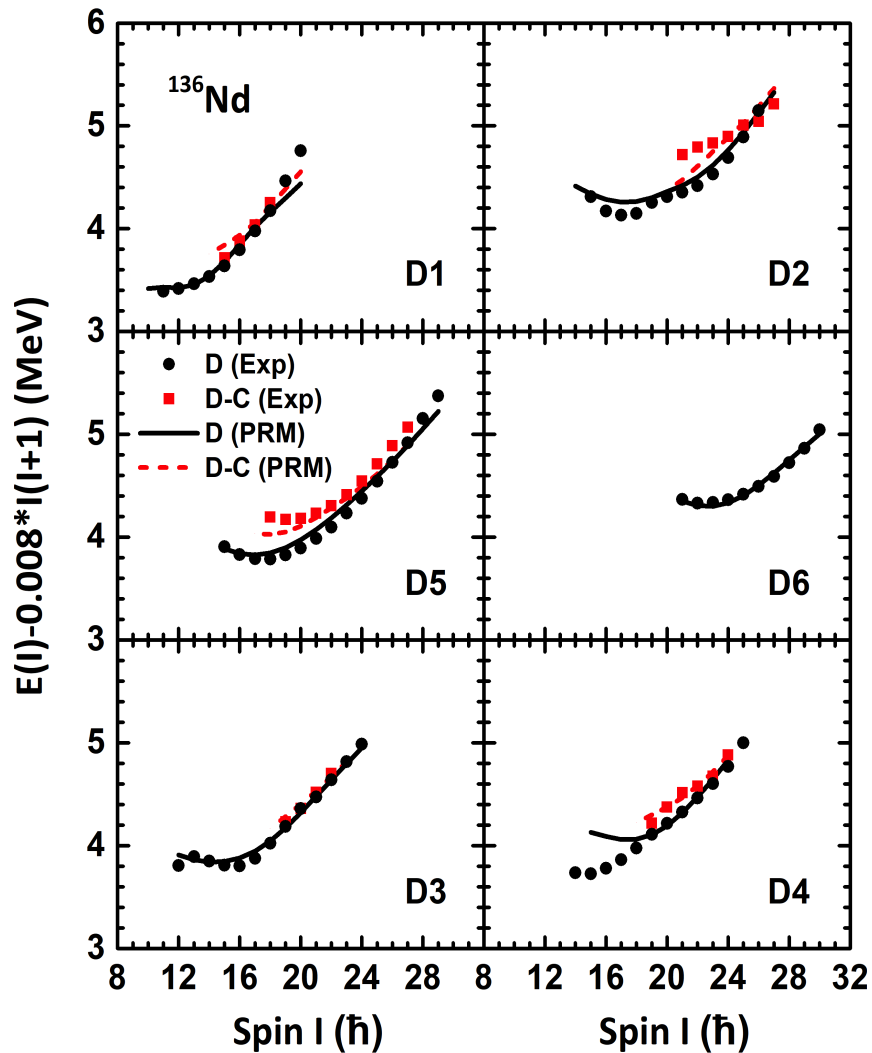 6
¹³⁶Nd
5
4
D1
D2
3
E(I)-0.008*I(I+1) (MeV)
D (Exp)
D-C (Exp)
D (PRM)
D-C (PRM)
5
4
D5
D6
3
5
4
D3
D4
3
8 12 16 20 24 28 8 12 16 20 24 28 32
Spin I (ħ) Spin I (ħ)